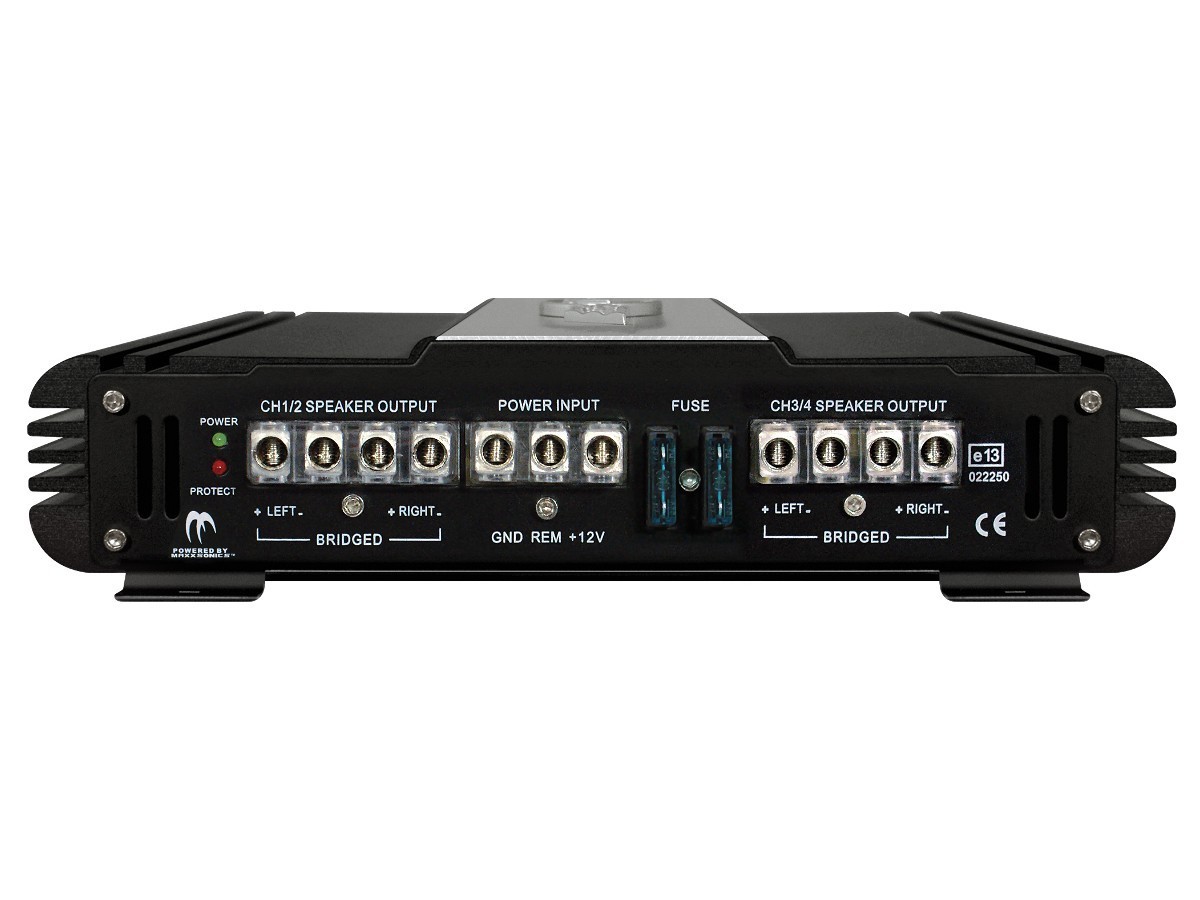 CH1/2 SPEAKER OUTPUT
POWER INPUT
FUSE
CH3/4 SPEAKER OUTPUT
POWER
PROTECT
e13
022250
+ LEFT -
+ RIGHT -
BRIDGED
GND REM +12V
+ LEFT -
+ RIGHT -
BRIDGED
CE
POWERED BY
MAXXSONICS™